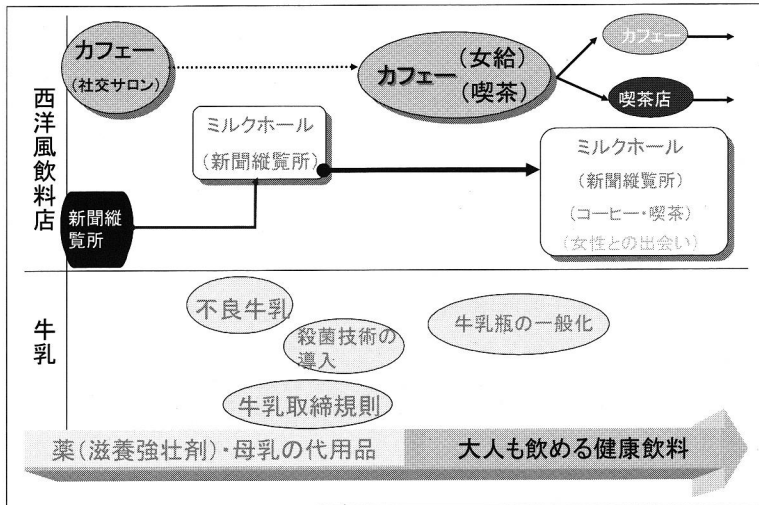 西洋風飲料店
カフェー
(社交サロン)
カフェー
(女給)
(喫茶)
カフェー
喫茶店
ミルクホール
(新聞縦覧所)
ミルクホール
(新聞縦覧所)
(コーヒー・喫茶)
(女性との出会い)
新聞縦
覧所
牛乳
不良牛乳
殺菌技術の
導入
牛乳瓶の一般化
牛乳取締規則
薬(滋養強壮剤)・母乳の代用品
大人も飲める健康飲料